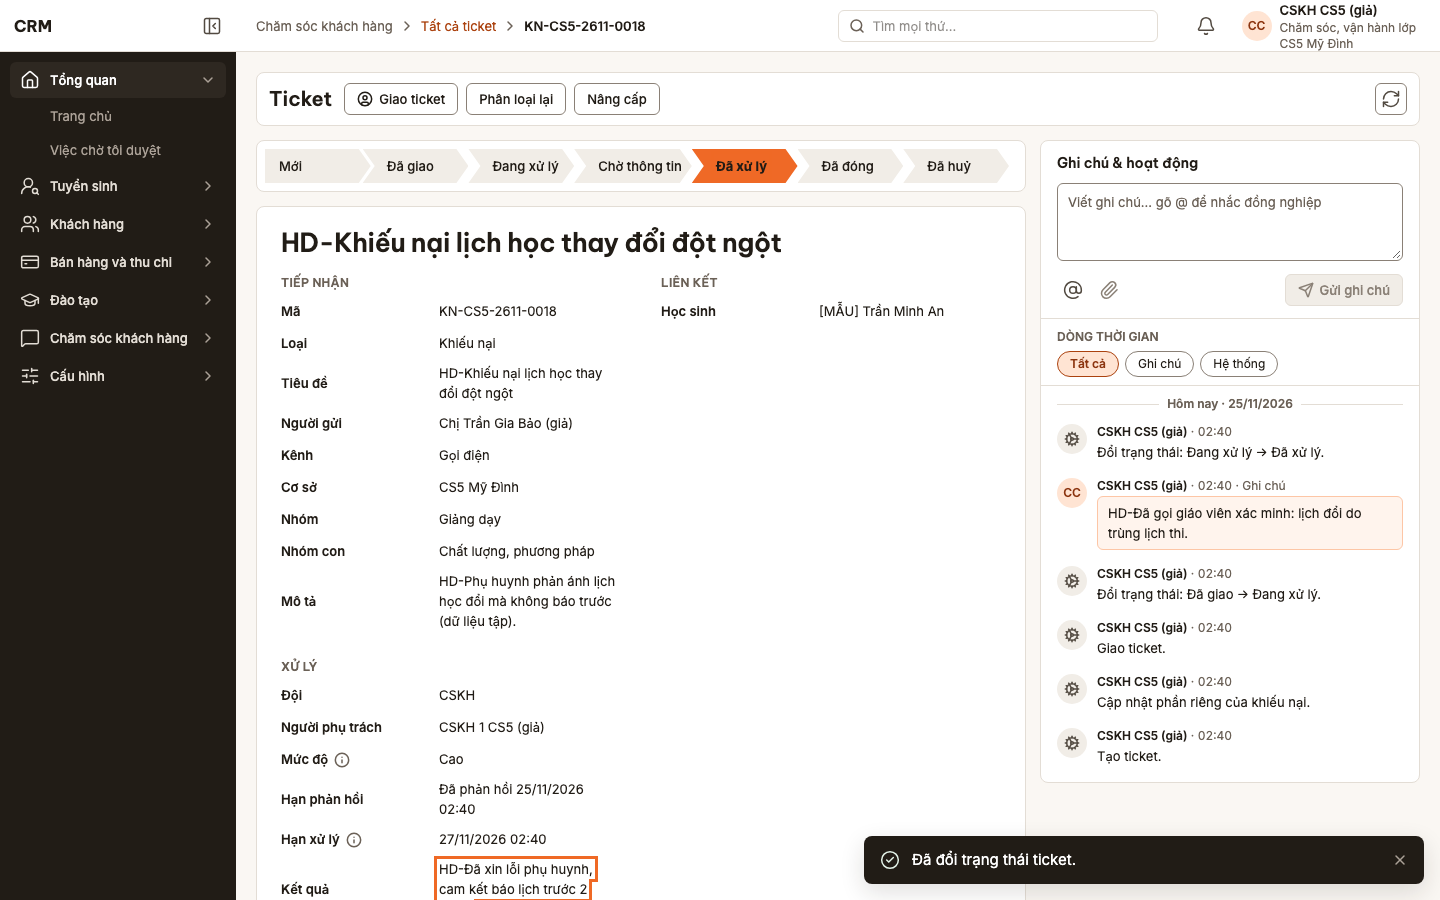 CRM
Chăm sóc khách hàng > Tất cả ticket > KN-CS5-2611-0018
Tìm mọi thứ...
CC
CSKH CS5 (giả)
Chăm sóc, vận hành lớp
CS5 Mỹ Đình
Tổng quan
Trang chủ
Việc chờ tôi duyệt
Tuyển sinh
Khách hàng
Bán hàng và thu chi
Đào tạo
Chăm sóc khách hàng
Cấu hình
Ticket
Giao ticket
Phân loại lại
Nâng cấp
Mới
Đã giao
Đang xử lý
Chờ thông tin
Đã xử lý
Đã đóng
Đã huỷ
HD-Khiếu nại lịch học thay đổi đột ngột
TIẾP NHẬN
Mã KN-CS5-2611-0018
Loại Khiếu nại
Tiêu đề HD-Khiếu nại lịch học thay
đổi đột ngột
Người gửi Chị Trần Gia Bảo (giả)
Kênh Gọi điện
Cơ sở CS5 Mỹ Đình
Nhóm Giảng dạy
Nhóm con Chất lượng, phương pháp
Mô tả HD-Phụ huynh phản ánh lịch
học đổi mà không báo trước
(dữ liệu tập).
LIÊN KẾT
Học sinh [MẪU] Trần Minh An
XỬ LÝ
Đội CSKH
Người phụ trách CSKH 1 CS5 (giả)
Mức độ Cao
Hạn phản hồi Đã phản hồi 25/11/2026
02:40
Hạn xử lý 27/11/2026 02:40
Kết quả HD-Đã xin lỗi phụ huynh,
cam kết báo lịch trước 2
Ghi chú & hoạt động
Viết ghi chú... gõ @ để nhắc đồng nghiệp
Gửi ghi chú
DÒNG THỜI GIAN
Tất cả
Ghi chú
Hệ thống
Hôm nay · 25/11/2026
CSKH CS5 (giả) · 02:40
Đổi trạng thái: Đang xử lý → Đã xử lý.
CC
CSKH CS5 (giả) · 02:40 · Ghi chú
HD-Đã gọi giáo viên xác minh: lịch đổi do
trùng lịch thi.
CSKH CS5 (giả) · 02:40
Đổi trạng thái: Đã giao → Đang xử lý.
CSKH CS5 (giả) · 02:40
Giao ticket.
CSKH CS5 (giả) · 02:40
Cập nhật phần riêng của khiếu nại.
CSKH CS5 (giả) · 02:40
Tạo ticket.
Đã đổi trạng thái ticket.